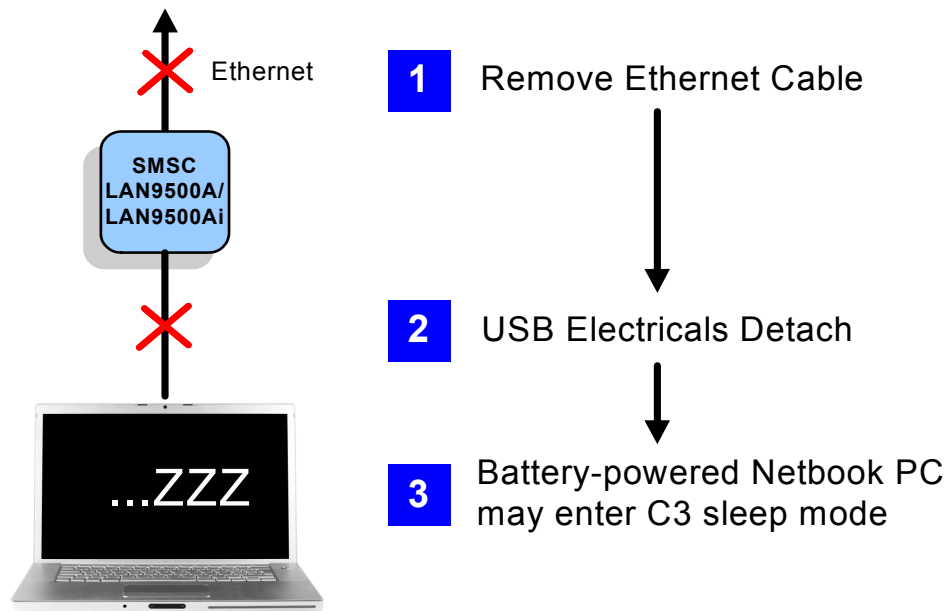 Ethernet
SMSC
LAN9500A/
LAN9500Ai
...ZZZ
1 Remove Ethernet Cable
2 USB Electricals Detach
3 Battery-powered Netbook PC
may enter C3 sleep mode